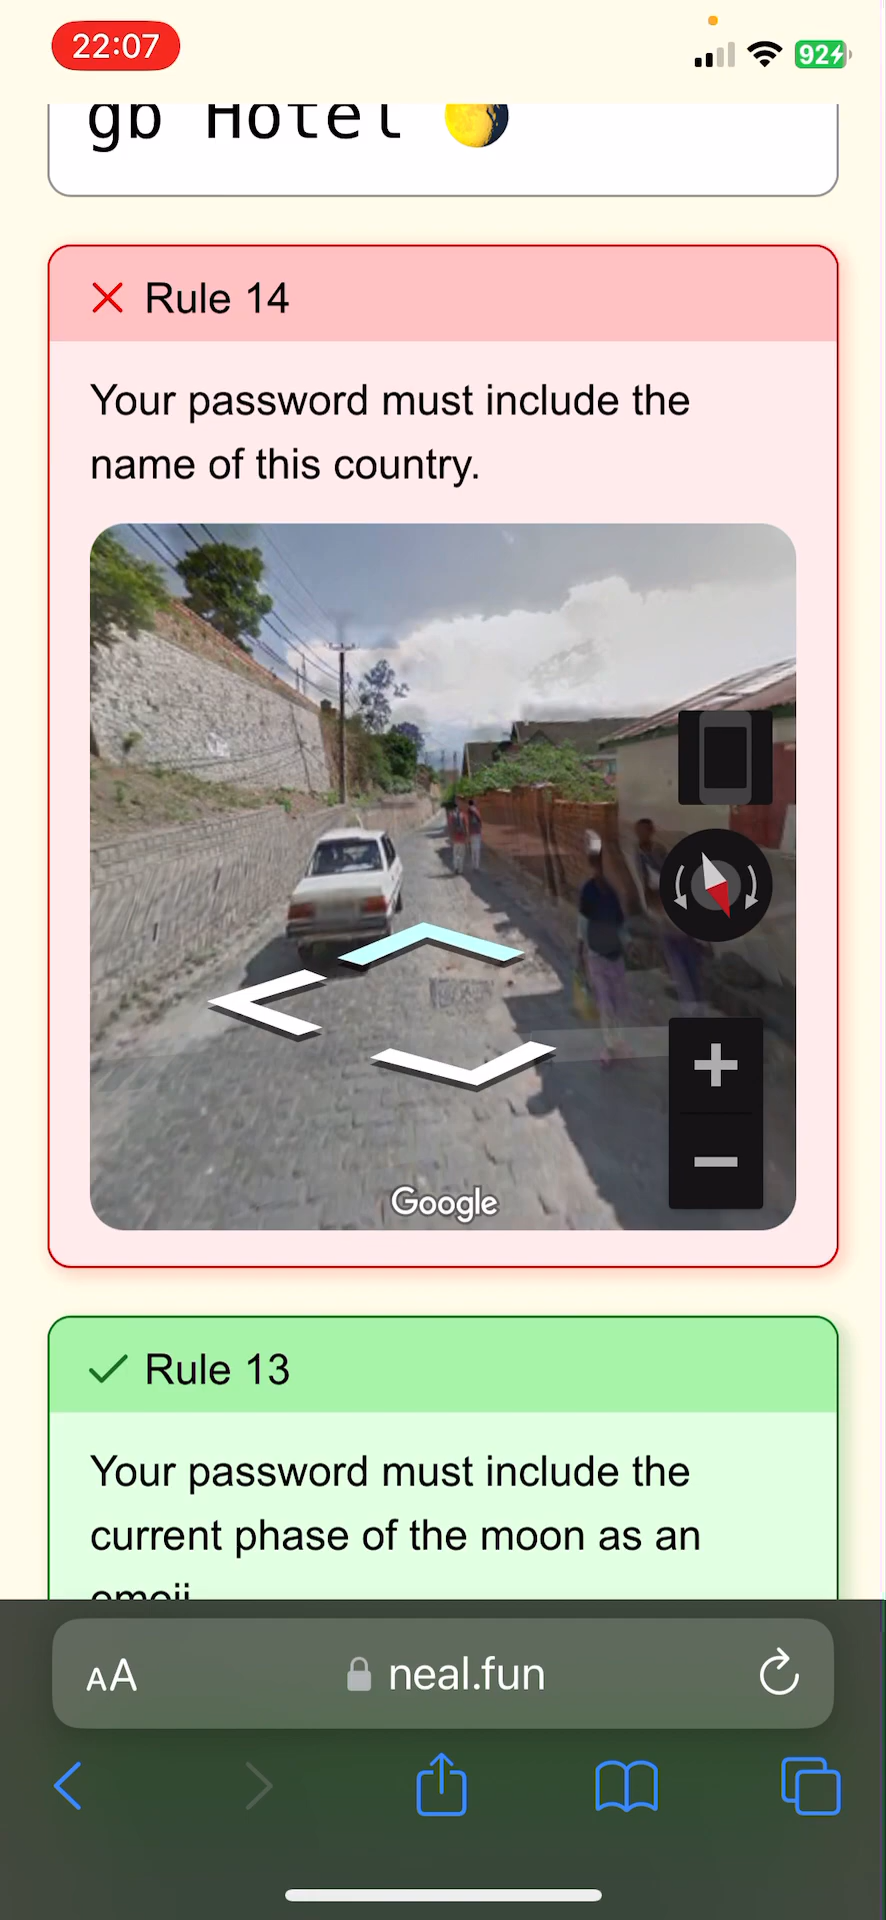 22:07
92
gb Hotel 🌖
Rule 14
Your password must include the
name of this country.
Google
Rule 13
Your password must include the
current phase of the moon as an
emoji
AA
neal.fun